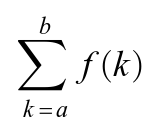 b
∑ f(k)
k = a